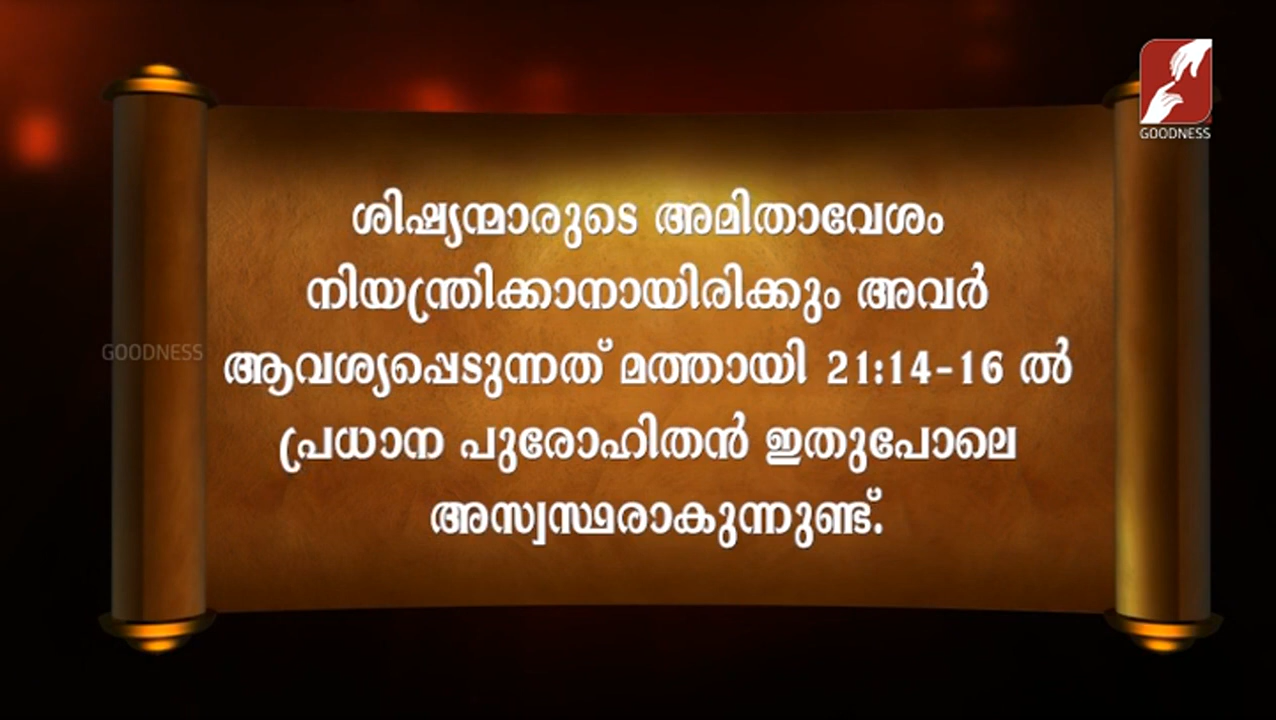 GOODNESS
ശിഷ്യന്മാരുടെ അമിതാവേശം
നിയന്ത്രിക്കാനായിരിക്കും അവർ
GOODNESS
ആവശ്യപ്പെടുന്നത് മത്തായി 21:14-16 ൽ
പ്രധാന പുരോഹിതൻ ഇതുപോലെ
അസ്വസ്ഥരാകുന്നുണ്ട്.